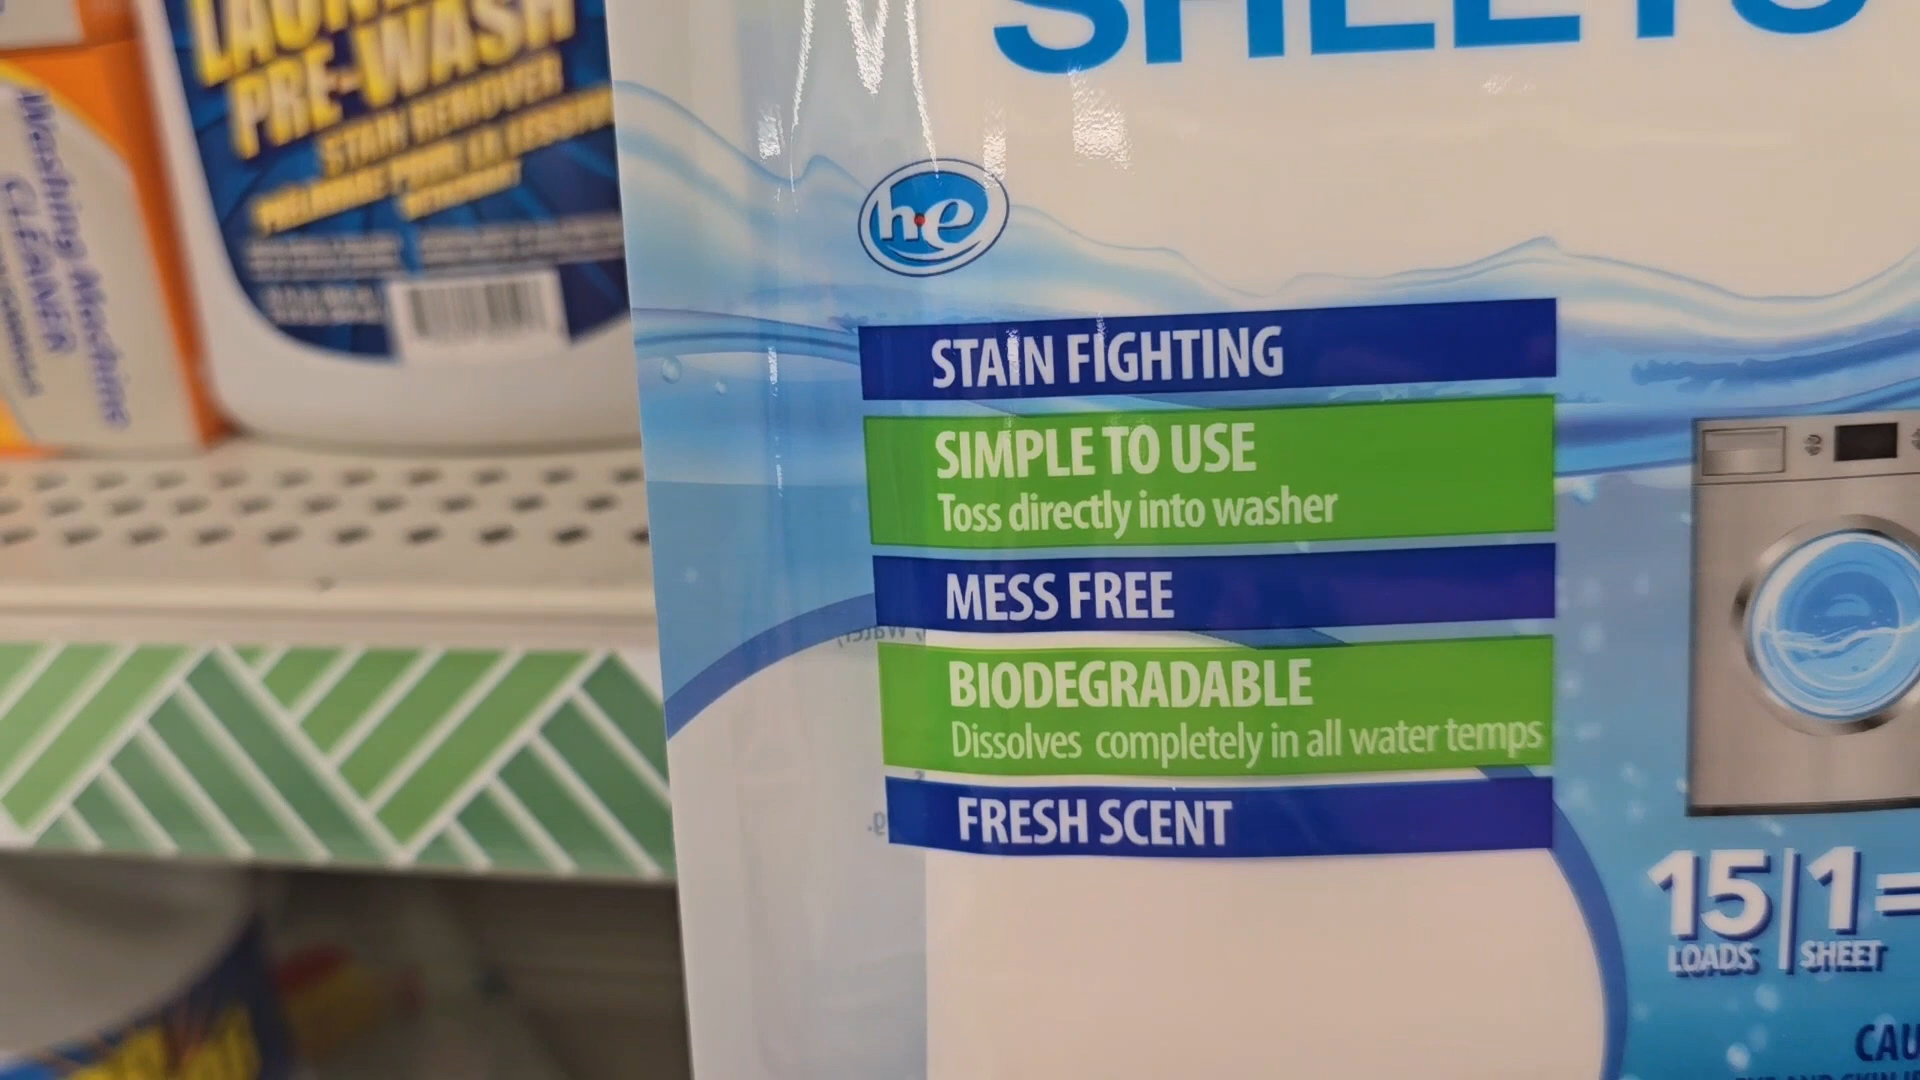 SHEETS
he
STAIN FIGHTING
SIMPLE TO USE
Toss directly into washer
MESS FREE
BIODEGRADABLE
Dissolves completely in all water temps
FRESH SCENT
15|1=
LOADS SHEET
PRE-WASH
STAIN REMOVER
Washing Machine
CLEANER